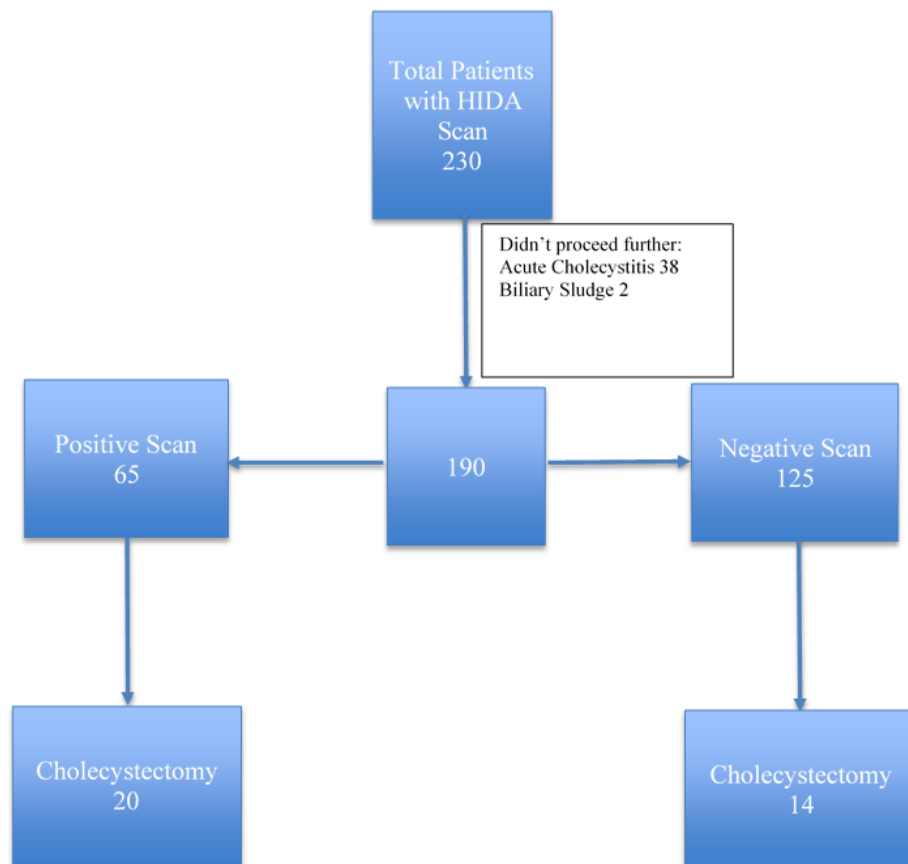 Total Patients
with HIDA
Scan
230
Didn't proceed further:
Acute Cholecystitis 38
Biliary Sludge 2
Positive Scan
65
190
Negative Scan
125
Cholecystectomy
20
Cholecystectomy
14